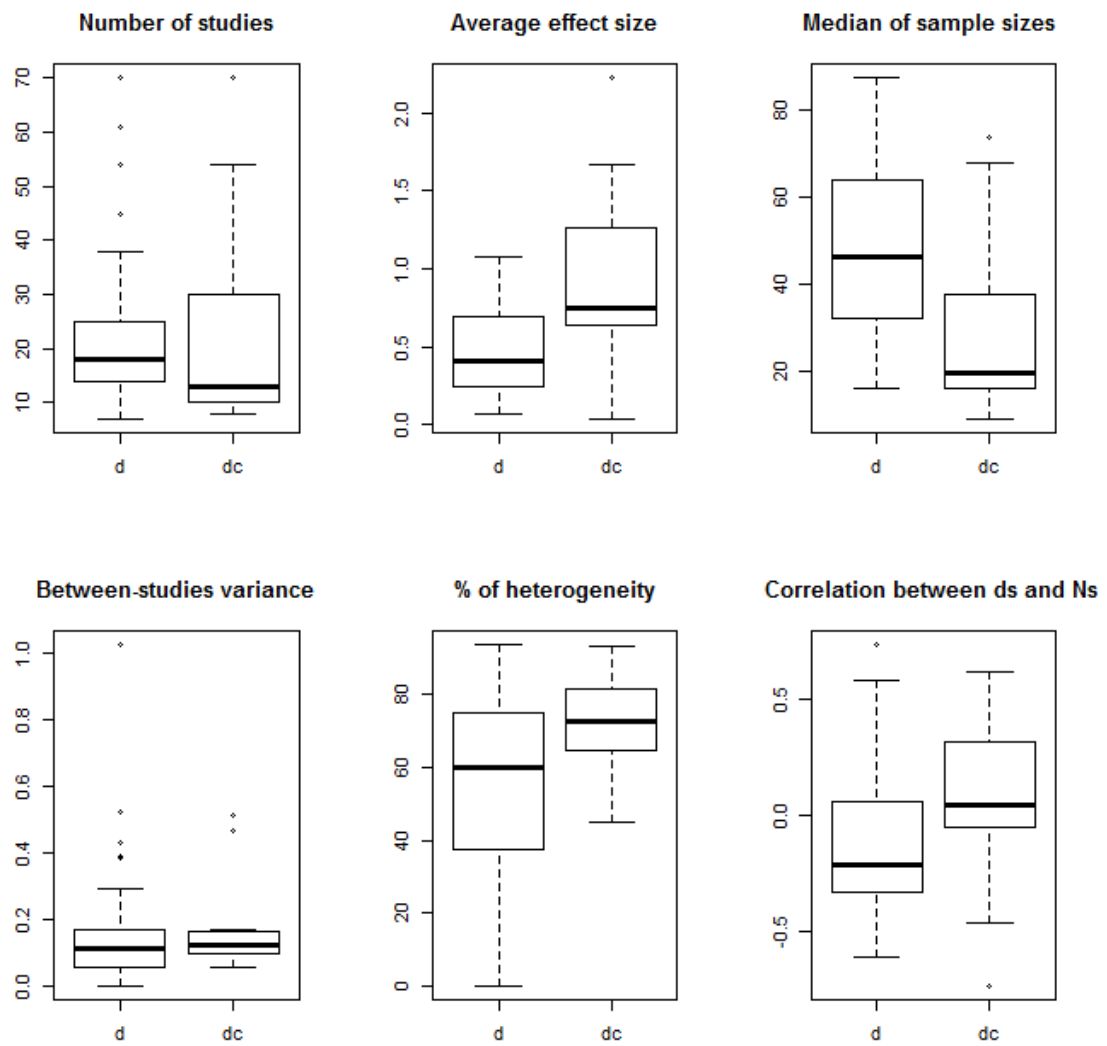 Number of studies
70
60
50
40
30
20
10
d dc
Average effect size
2.0
1.5
1.0
0.5
0.0
d dc
Median of sample sizes
80
60
40
20
d dc
Between-studies variance
1.0
0.8
0.6
0.4
0.2
0.0
d dc
% of heterogeneity
80
60
40
20
0
d dc
Correlation between ds and Ns
0.5
0.0
-0.5
d dc